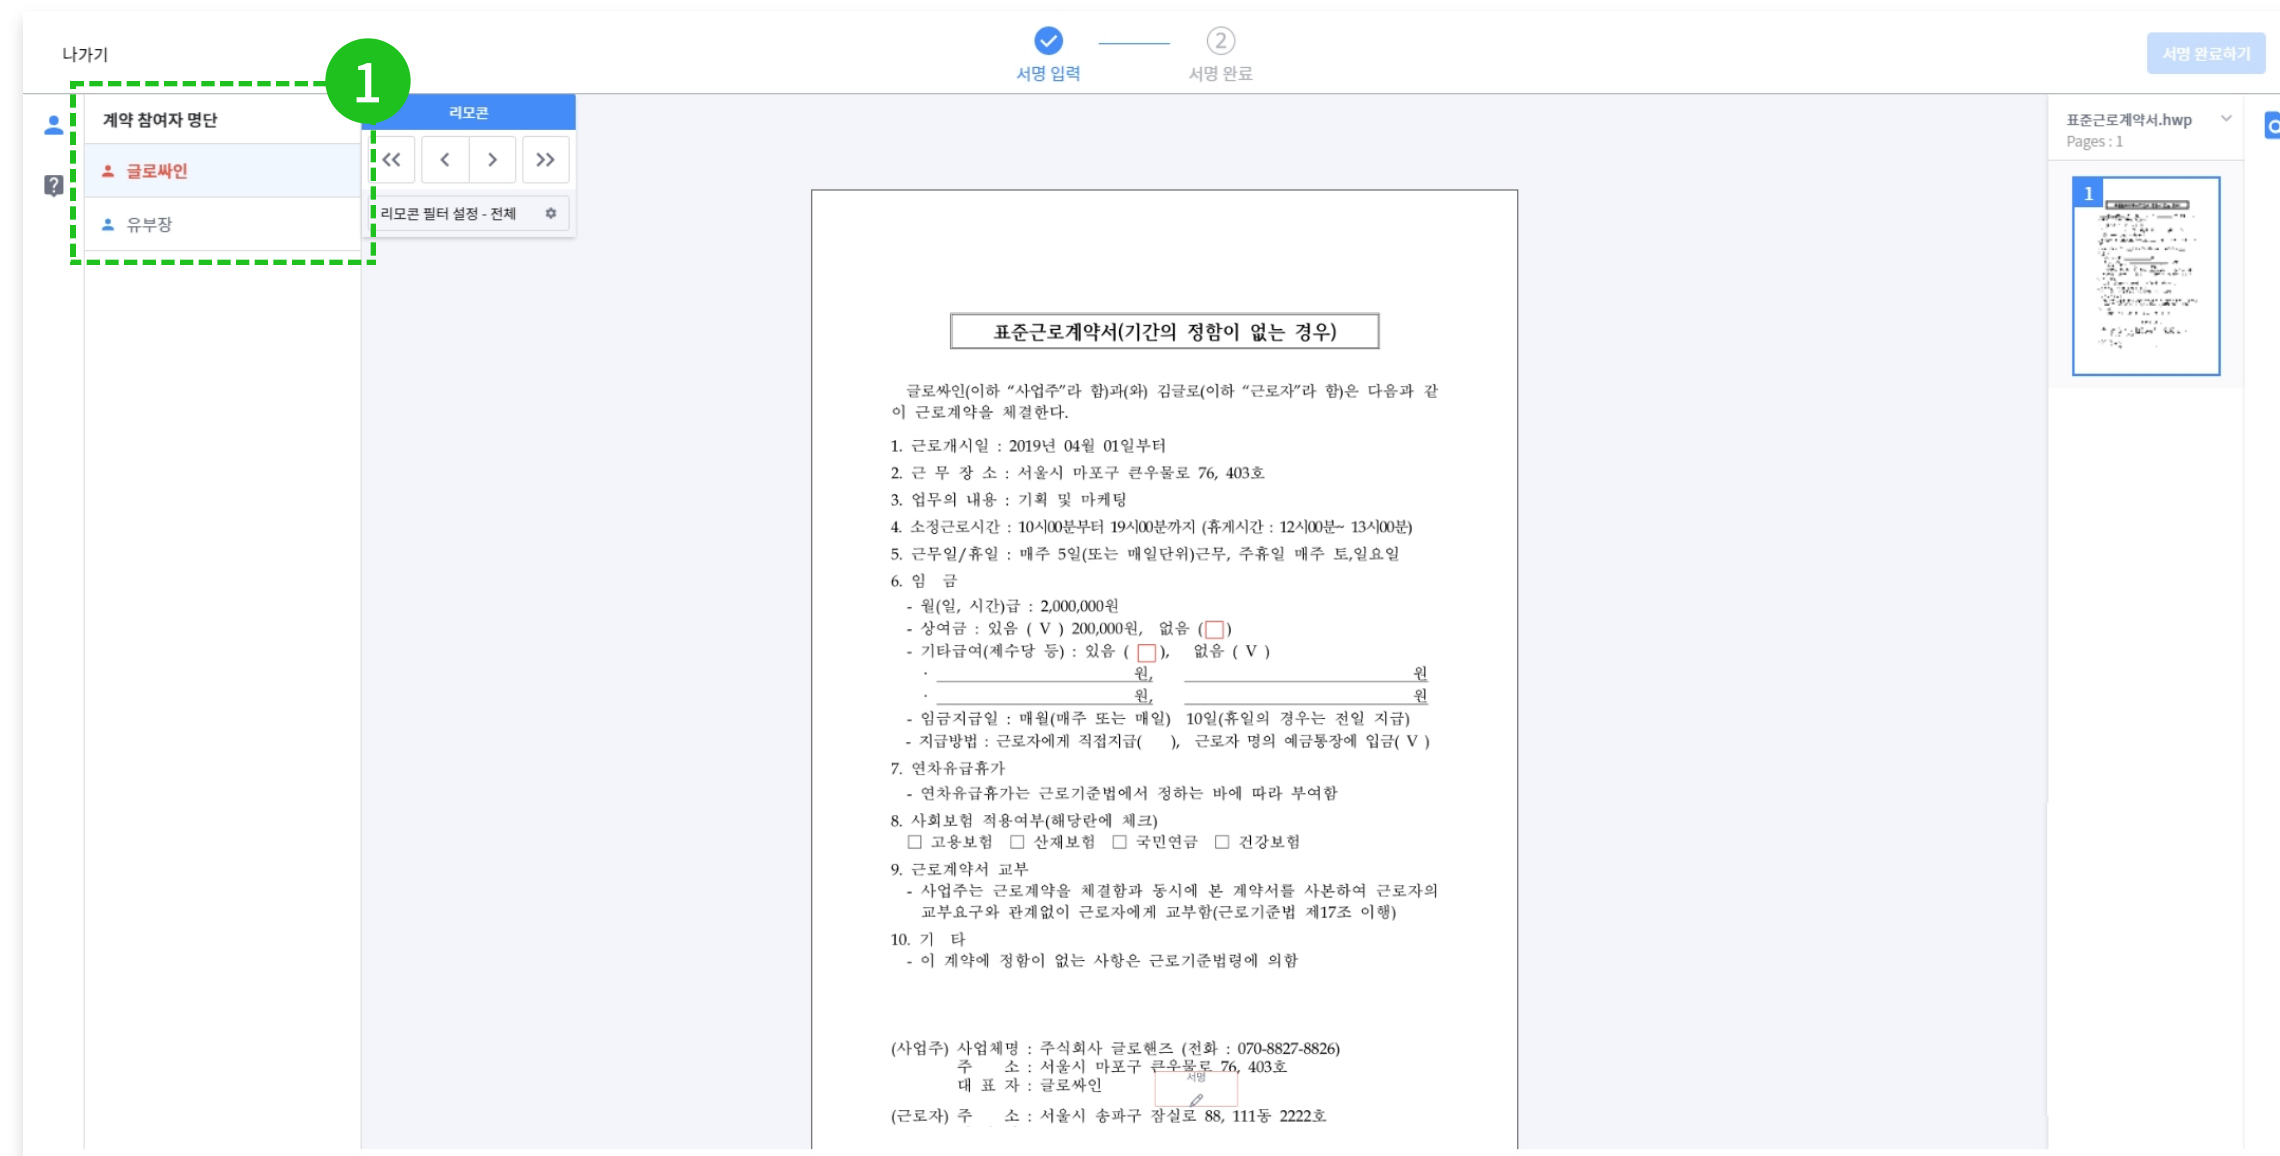 나가기
1
서명 입력
2
서명 완료
서명 완료하기
계약 참여자 명단
글로싸인
유부장
리모콘
리모콘 필터 설정 - 전체
표준근로계약서.hwp
Pages : 1
1
표준근로계약서(기간의 정함이 없는 경우)
글로싸인(이하 “사업주”라 함)과(와) 김글로(이하 “근로자”라 함)은 다음과 같
이 근로계약을 체결한다.
1. 근로개시일 : 2019년 04월 01일부터
2. 근 무 장 소 : 서울시 마포구 큰우물로 76, 403호
3. 업무의 내용 : 기획 및 마케팅
4. 소정근로시간 : 10시00분부터 19시00분까지 (휴게시간 : 12시00분~ 13시00분)
5. 근무일/휴일 : 매주 5일(또는 매일단위)근무, 주휴일 매주 토,일요일
6. 임 금
- 월(일, 시간)급 : 2,000,000원
- 상여금 : 있음 ( V ) 200,000원, 없음 ( )
- 기타급여(제수당 등) : 있음 ( ), 없음 ( V )
· 원, 원
· 원, 원
- 임금지급일 : 매월(매주 또는 매일) 10일(휴일의 경우는 전일 지급)
- 지급방법 : 근로자에게 직접지급( ), 근로자 명의 예금통장에 입금( V )
7. 연차유급휴가
- 연차유급휴가는 근로기준법에서 정하는 바에 따라 부여함
8. 사회보험 적용여부(해당란에 체크)
□ 고용보험 □ 산재보험 □ 국민연금 □ 건강보험
9. 근로계약서 교부
- 사업주는 근로계약을 체결함과 동시에 본 계약서를 사본하여 근로자의
교부요구와 관계없이 근로자에게 교부함(근로기준법 제17조 이행)
10. 기 타
- 이 계약에 정함이 없는 사항은 근로기준법령에 의함
(사업주) 사업체명 : 주식회사 글로핸즈 (전화 : 070-8827-8826)
주 소 : 서울시 마포구 큰우물로 76, 403호
서명
대 표 자 : 글로싸인
(근로자) 주 소 : 서울시 송파구 잠실로 88, 111동 2222호